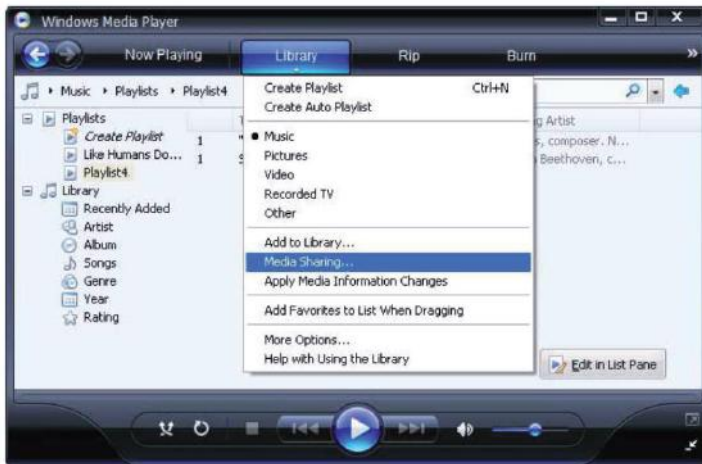 Windows Media Player
Now Playing Library Rip Burn »
Music ▸ Playlists ▸ Playlist4
Create Playlist Ctrl+N
Create Auto Playlist
Music
Pictures
Video
Recorded TV
Other
Add to Library...
Media Sharing...
Apply Media Information Changes
Add Favorites to List When Dragging
More Options...
Help with Using the Library
Playlists
Create Playlist 1
Like Humans Do... 1
Playlist4
Library
Recently Added
Artist
Album
Songs
Genre
Year
Rating
Artist
, composer. N...
Beethoven, c...
Edit in List Pane